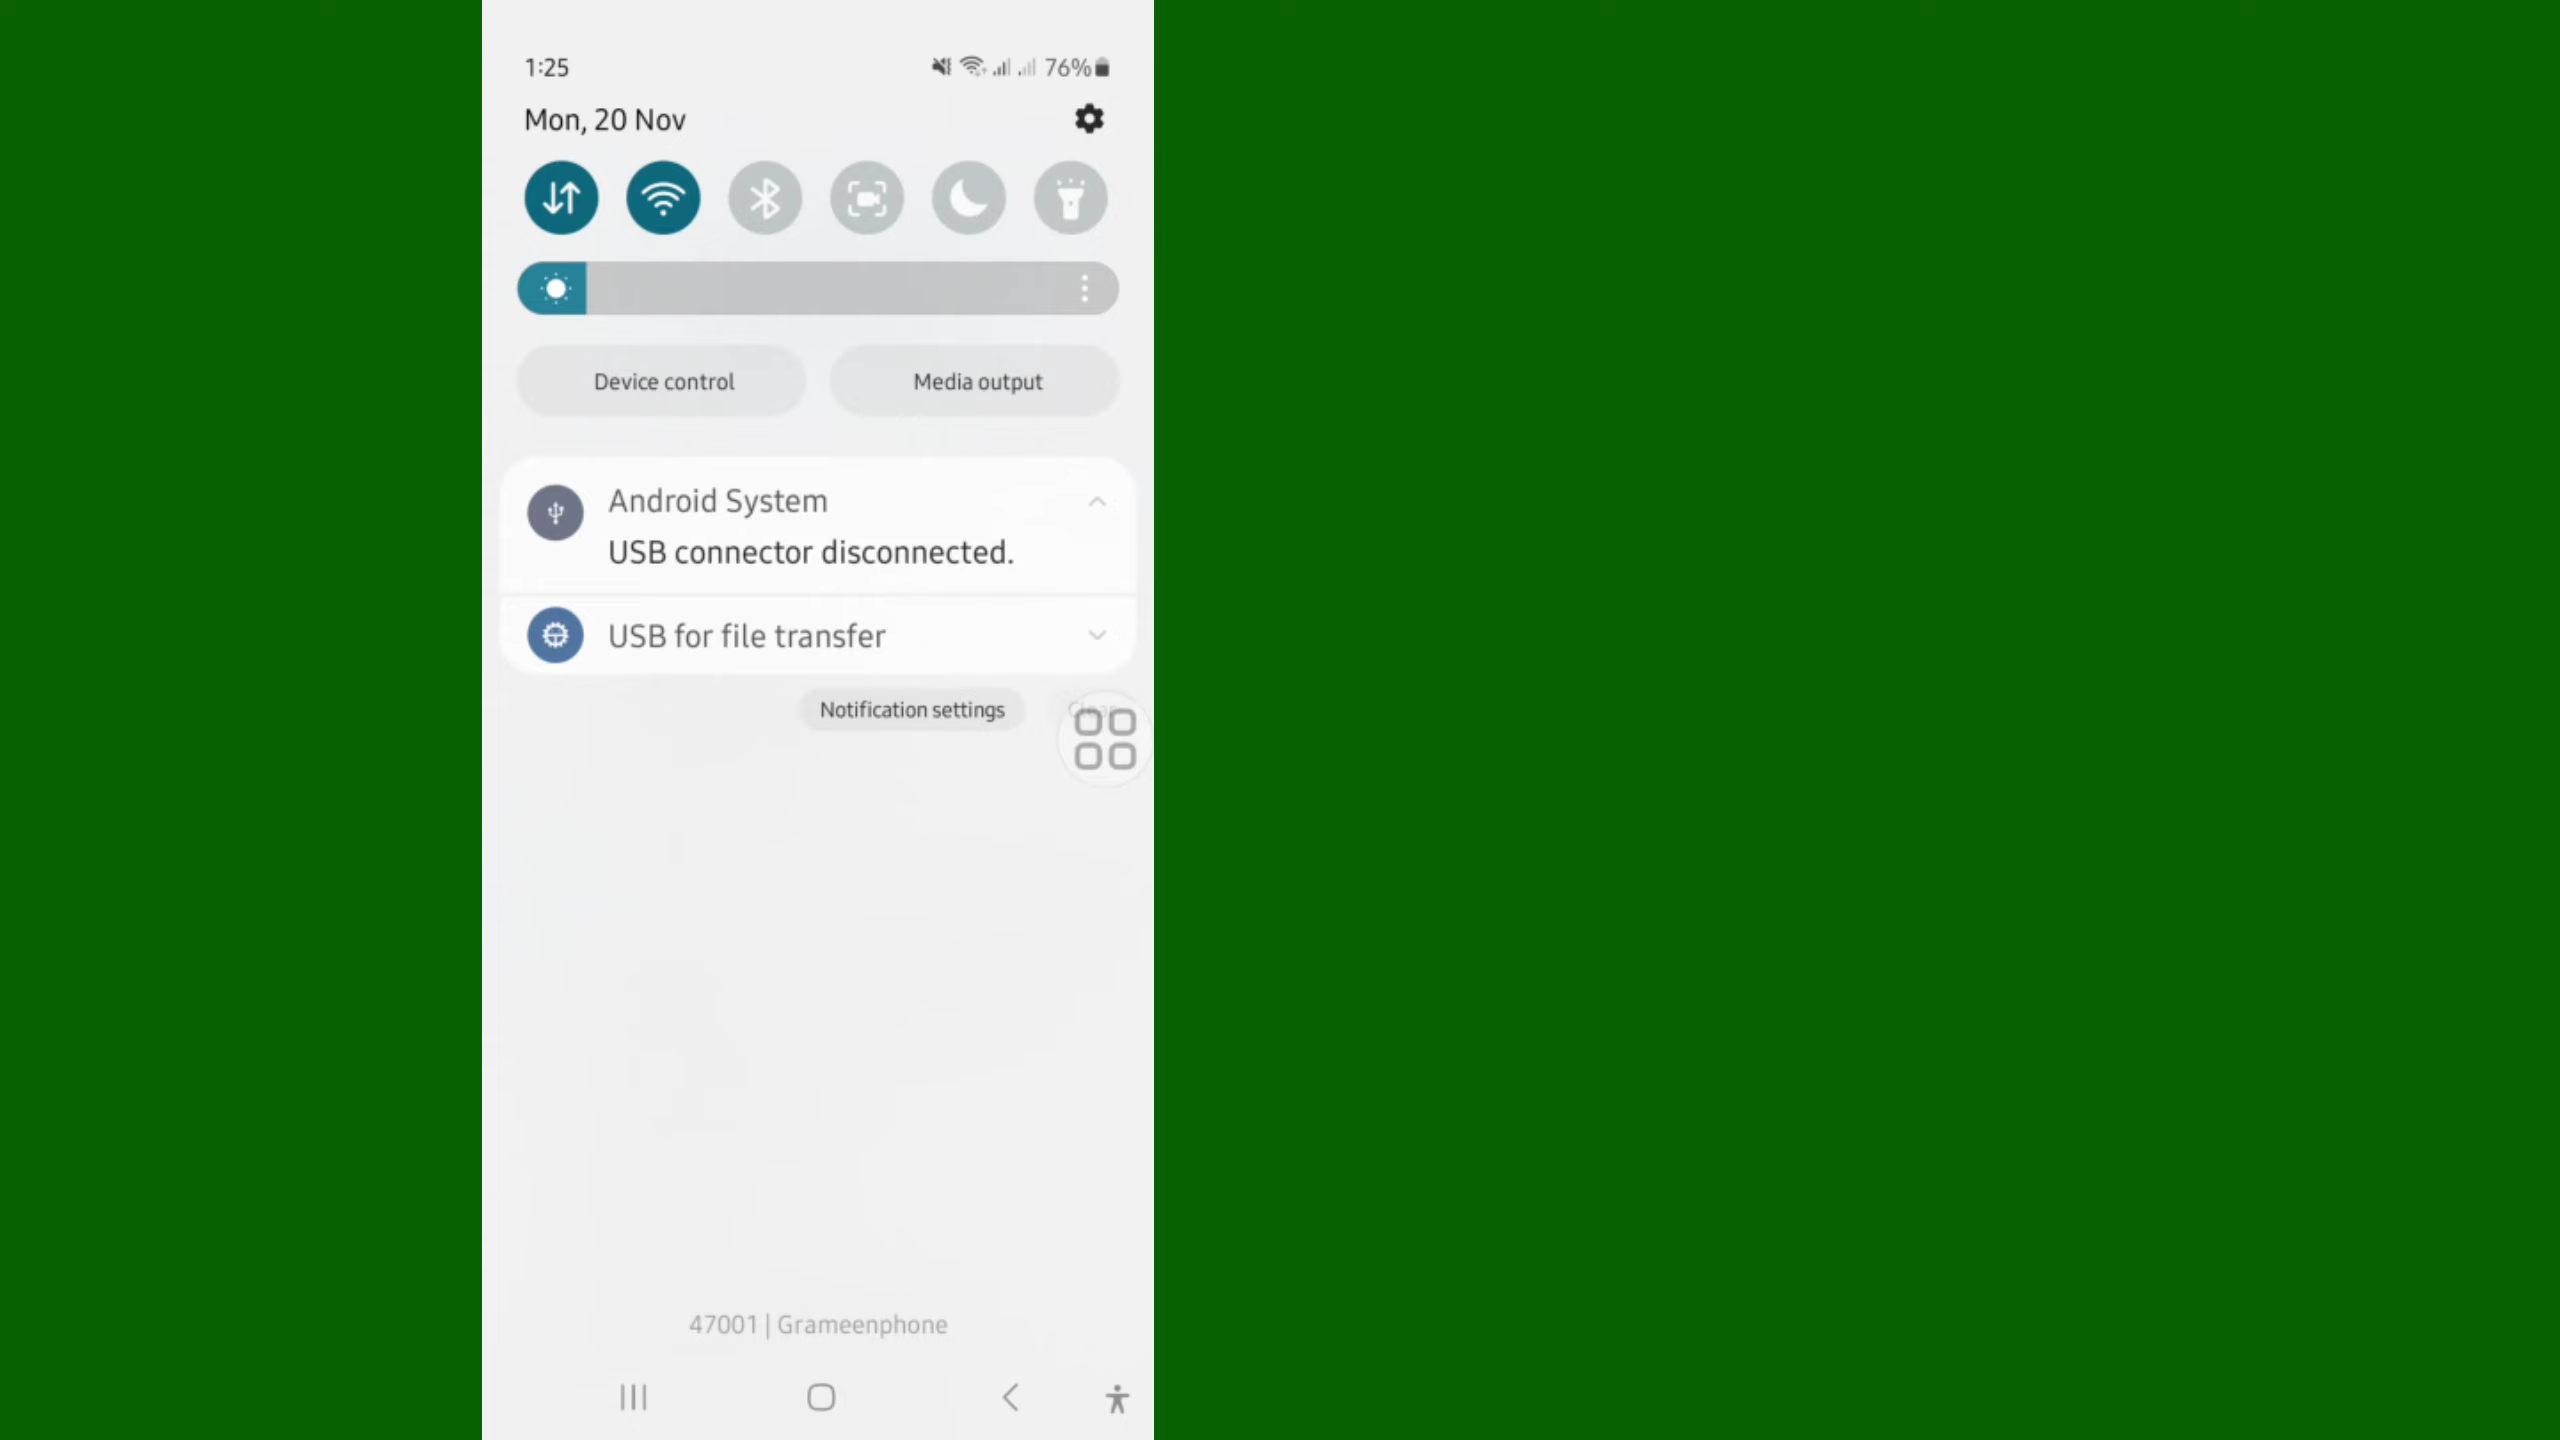 1:25
76%
Mon, 20 Nov
Device control
Media output
Android System
USB connector disconnected.
USB for file transfer
Notification settings
Clear
47001 | Grameenphone